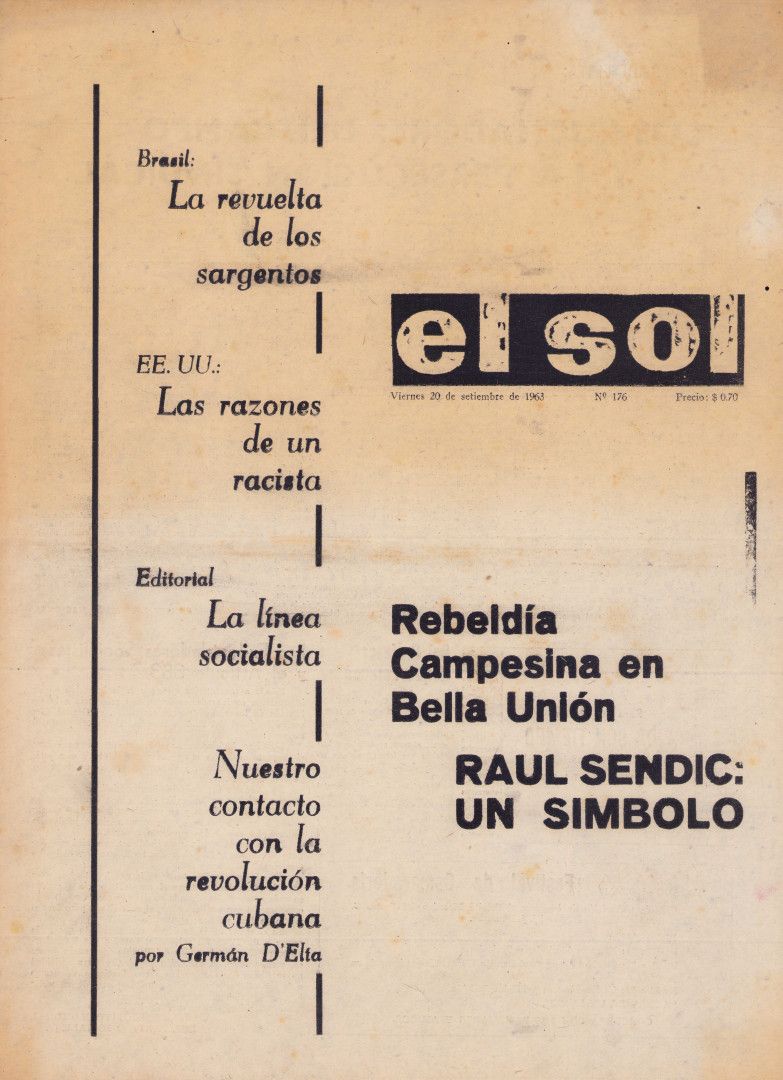 Brasil:
La revuelta
de los
sargentos
EE. UU.:
Las razones
de un
racista
Editorial
La línea
socialista
Nuestro
contacto
con la
revolución
cubana
por Germán D'Elía
el sol
Viernes 20 de setiembre de 1963 Nº 176 Precio: $ 0.70
Rebeldía
Campesina en
Bella Unión
RAUL SENDIC:
UN SIMBOLO